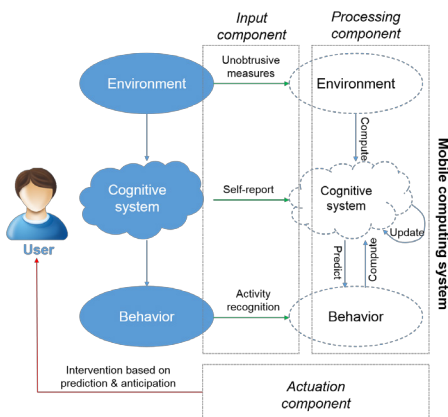 Input
component
Processing
component
Environment
Unobtrusive
measures
Environment
Compute
Cognitive
system
Self-report
Cognitive
system
Update
User
Predict
Compute
Mobile computing system
Behavior
Activity
recognition
Behavior
Intervention based on
prediction & anticipation
Actuation
component